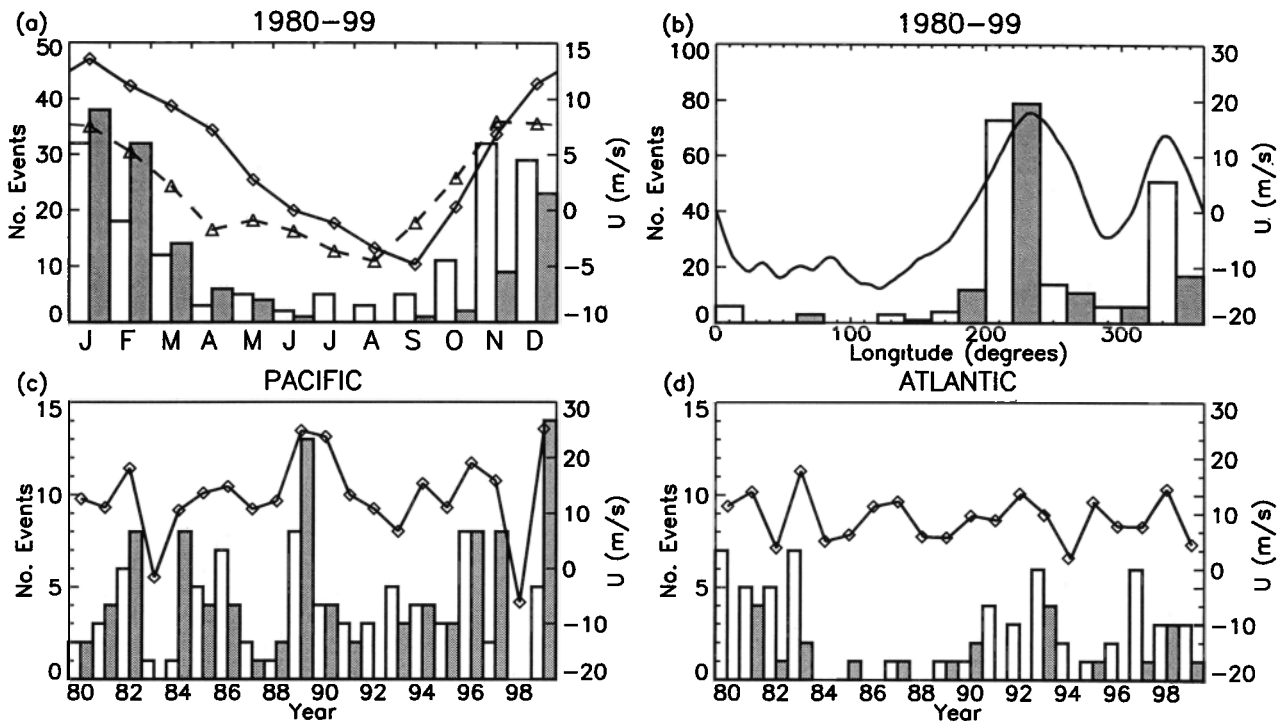 (a) 1980-99
50
40
30
20
10
0
No. Events
15
10
5
0
-5
-10
U (m/s)
J F M A M J J A S O N D
(b) 1980-99
100
80
60
40
20
0
No. Events
30
20
10
0
-10
-20
U (m/s)
0 100 200 300
Longitude (degrees)
(c) PACIFIC
15
10
5
0
No. Events
30
20
10
0
-10
-20
U (m/s)
80 82 84 86 88 90 92 94 96 98
Year
(d) ATLANTIC
15
10
5
0
No. Events
30
20
10
0
-10
-20
U (m/s)
80 82 84 86 88 90 92 94 96 98
Year